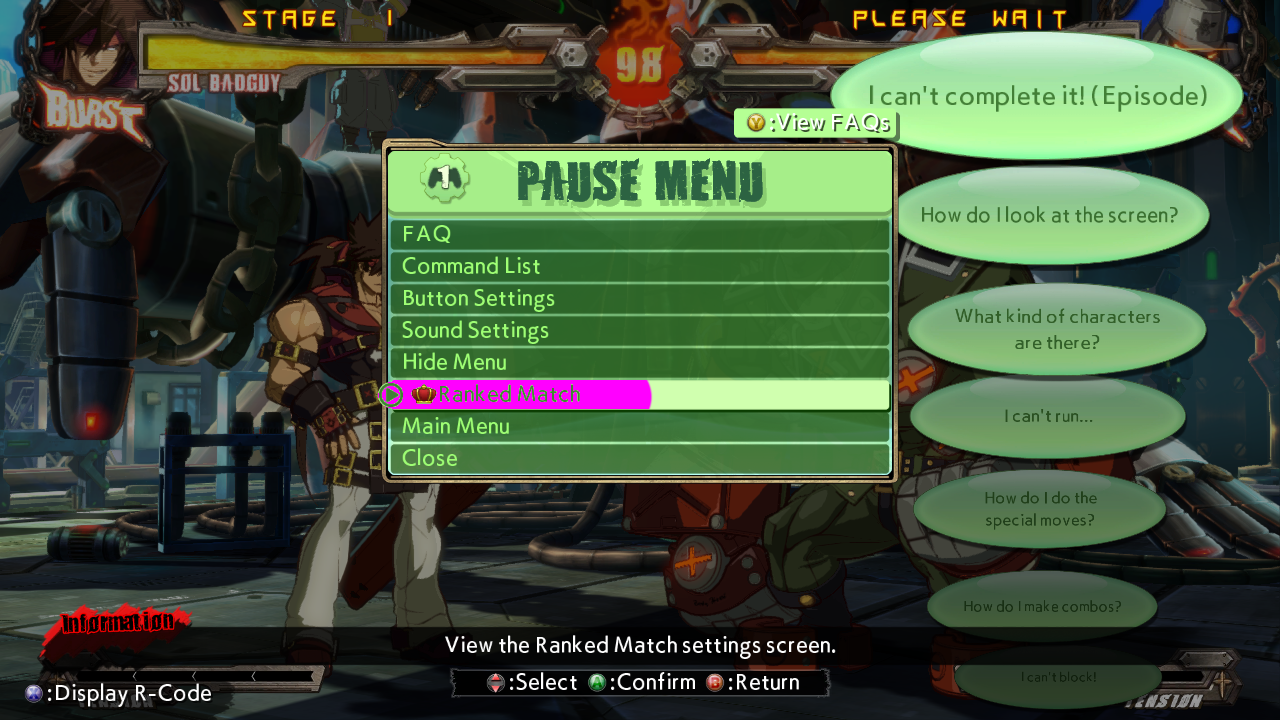 STAGE 1
PLEASE WAIT
98
SOL BADGUY
BURST
I can't complete it! (Episode)
Y:View FAQs
1
PAUSE MENU
How do I look at the screen?
FAQ
Command List
Button Settings
What kind of characters
are there?
Sound Settings
Hide Menu
Ranked Match
I can't run...
Main Menu
Close
How do I do the
special moves?
How do I make combos?
Information
View the Ranked Match settings screen.
I can't block!
:Select A:Confirm B:Return
X:Display R-Code
TENSION